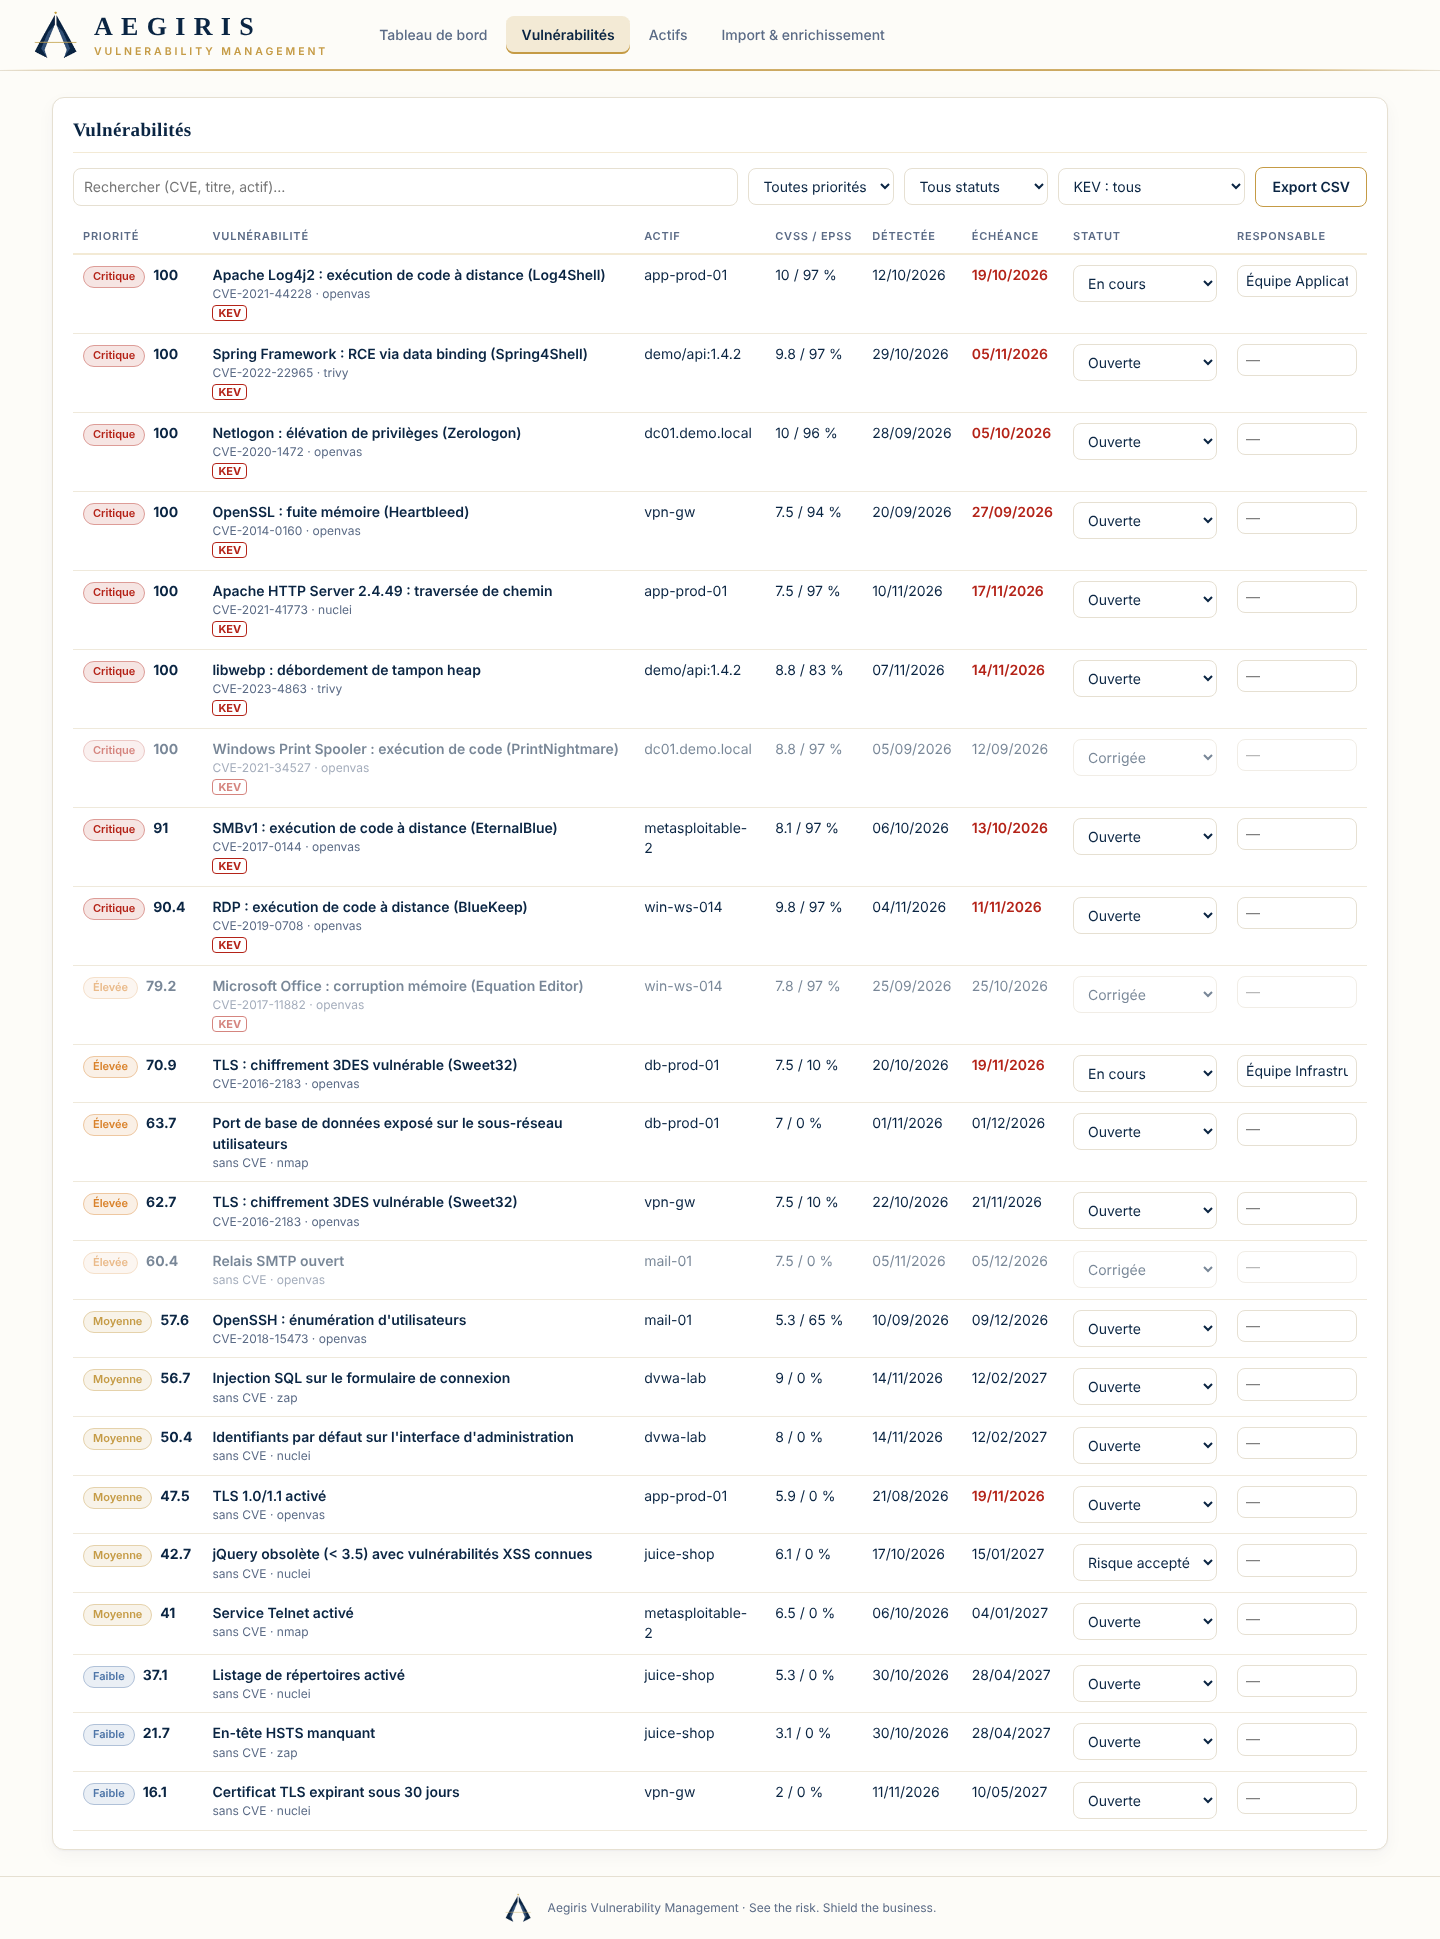 AEGIRIS
VULNERABILITY MANAGEMENT
Tableau de bord
Vulnérabilités
Actifs
Import & enrichissement
Vulnérabilités
Rechercher (CVE, titre, actif)...
Toutes priorités
Tous statuts
KEV : tous
Export CSV
PRIORITÉ VULNÉRABILITÉ ACTIF CVSS / EPSS DÉTECTÉE ÉCHÉANCE STATUT RESPONSABLE
Critique 100 Apache Log4j2 : exécution de code à distance (Log4Shell) app-prod-01 10 / 97 % 12/10/2026 19/10/2026 En cours Équipe Applicat
CVE-2021-44228 · openvas
KEV
Critique 100 Spring Framework : RCE via data binding (Spring4Shell) demo/api:1.4.2 9.8 / 97 % 29/10/2026 05/11/2026 Ouverte —
CVE-2022-22965 · trivy
KEV
Critique 100 Netlogon : élévation de privilèges (Zerologon) dc01.demo.local 10 / 96 % 28/09/2026 05/10/2026 Ouverte —
CVE-2020-1472 · openvas
KEV
Critique 100 OpenSSL : fuite mémoire (Heartbleed) vpn-gw 7.5 / 94 % 20/09/2026 27/09/2026 Ouverte —
CVE-2014-0160 · openvas
KEV
Critique 100 Apache HTTP Server 2.4.49 : traversée de chemin app-prod-01 7.5 / 97 % 10/11/2026 17/11/2026 Ouverte —
CVE-2021-41773 · nuclei
KEV
Critique 100 libwebp : débordement de tampon heap demo/api:1.4.2 8.8 / 83 % 07/11/2026 14/11/2026 Ouverte —
CVE-2023-4863 · trivy
KEV
Critique 100 Windows Print Spooler : exécution de code (PrintNightmare) dc01.demo.local 8.8 / 97 % 05/09/2026 12/09/2026 Corrigée —
CVE-2021-34527 · openvas
KEV
Critique 91 SMBv1 : exécution de code à distance (EternalBlue) metasploitable-2 8.1 / 97 % 06/10/2026 13/10/2026 Ouverte —
CVE-2017-0144 · openvas
KEV
Critique 90.4 RDP : exécution de code à distance (BlueKeep) win-ws-014 9.8 / 97 % 04/11/2026 11/11/2026 Ouverte —
CVE-2019-0708 · openvas
KEV
Élevée 79.2 Microsoft Office : corruption mémoire (Equation Editor) win-ws-014 7.8 / 97 % 25/09/2026 25/10/2026 Corrigée —
CVE-2017-11882 · openvas
KEV
Élevée 70.9 TLS : chiffrement 3DES vulnérable (Sweet32) db-prod-01 7.5 / 10 % 20/10/2026 19/11/2026 En cours Équipe Infrastru
CVE-2016-2183 · openvas
Élevée 63.7 Port de base de données exposé sur le sous-réseau db-prod-01 7 / 0 % 01/11/2026 01/12/2026 Ouverte —
utilisateurs
sans CVE · nmap
Élevée 62.7 TLS : chiffrement 3DES vulnérable (Sweet32) vpn-gw 7.5 / 10 % 22/10/2026 21/11/2026 Ouverte —
CVE-2016-2183 · openvas
Élevée 60.4 Relais SMTP ouvert mail-01 7.5 / 0 % 05/11/2026 05/12/2026 Corrigée —
sans CVE · openvas
Moyenne 57.6 OpenSSH : énumération d'utilisateurs mail-01 5.3 / 65 % 10/09/2026 09/12/2026 Ouverte —
CVE-2018-15473 · openvas
Moyenne 56.7 Injection SQL sur le formulaire de connexion dvwa-lab 9 / 0 % 14/11/2026 12/02/2027 Ouverte —
sans CVE · zap
Moyenne 50.4 Identifiants par défaut sur l'interface d'administration dvwa-lab 8 / 0 % 14/11/2026 12/02/2027 Ouverte —
sans CVE · nuclei
Moyenne 47.5 TLS 1.0/1.1 activé app-prod-01 5.9 / 0 % 21/08/2026 19/11/2026 Ouverte —
sans CVE · openvas
Moyenne 42.7 jQuery obsolète (< 3.5) avec vulnérabilités XSS connues juice-shop 6.1 / 0 % 17/10/2026 15/01/2027 Risque accepté —
sans CVE · nuclei
Moyenne 41 Service Telnet activé metasploitable-2 6.5 / 0 % 06/10/2026 04/01/2027 Ouverte —
sans CVE · nmap
Faible 37.1 Listage de répertoires activé juice-shop 5.3 / 0 % 30/10/2026 28/04/2027 Ouverte —
sans CVE · nuclei
Faible 21.7 En-tête HSTS manquant juice-shop 3.1 / 0 % 30/10/2026 28/04/2027 Ouverte —
sans CVE · zap
Faible 16.1 Certificat TLS expirant sous 30 jours vpn-gw 2 / 0 % 11/11/2026 10/05/2027 Ouverte —
sans CVE · nuclei
Aegiris Vulnerability Management · See the risk. Shield the business.